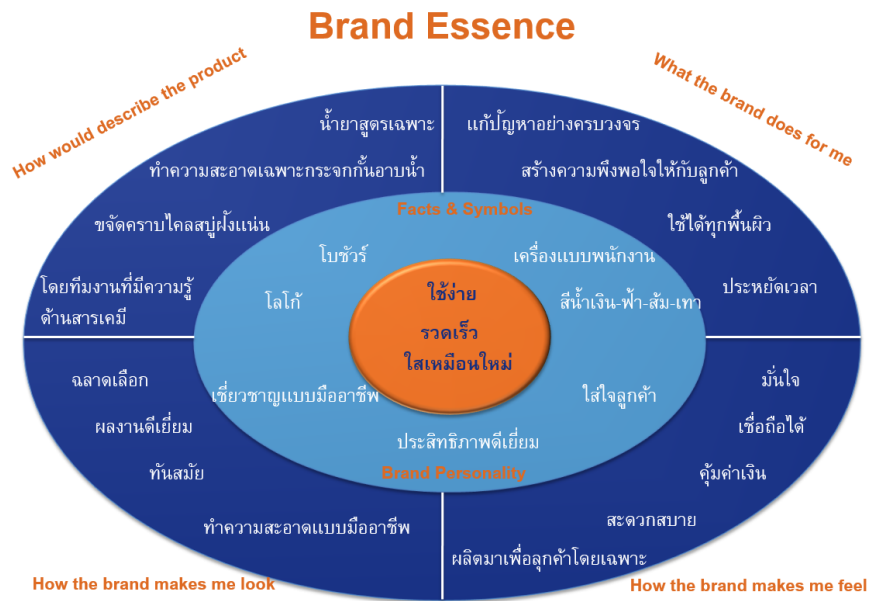 Brand Essence
How would describe the product
What the brand does for me
น้ำยาสูตรเฉพาะ
ทำความสะอาดเฉพาะกระจกกั้นอาบน้ำ
ขจัดคราบไคลสบู่ฝังแน่น
โดยทีมงานที่มีความรู้
ด้านสารเคมี
แก้ปัญหาอย่างครบวงจร
สร้างความพึงพอใจให้กับลูกค้า
ใช้ได้ทุกพื้นผิว
ประหยัดเวลา
Facts & Symbols
โบชัวร์
โลโก้
เครื่องแบบพนักงาน
สีน้ำเงิน-ฟ้า-ส้ม-เทา
ใช้ง่าย
รวดเร็ว
ใสเหมือนใหม่
เชี่ยวชาญแบบมืออาชีพ
ใส่ใจลูกค้า
ประสิทธิภาพดีเยี่ยม
Brand Personality
ฉลาดเลือก
ผลงานดีเยี่ยม
ทันสมัย
ทำความสะอาดแบบมืออาชีพ
มั่นใจ
เชื่อถือได้
คุ้มค่าเงิน
สะดวกสบาย
ผลิตมาเพื่อลูกค้าโดยเฉพาะ
How the brand makes me look
How the brand makes me feel